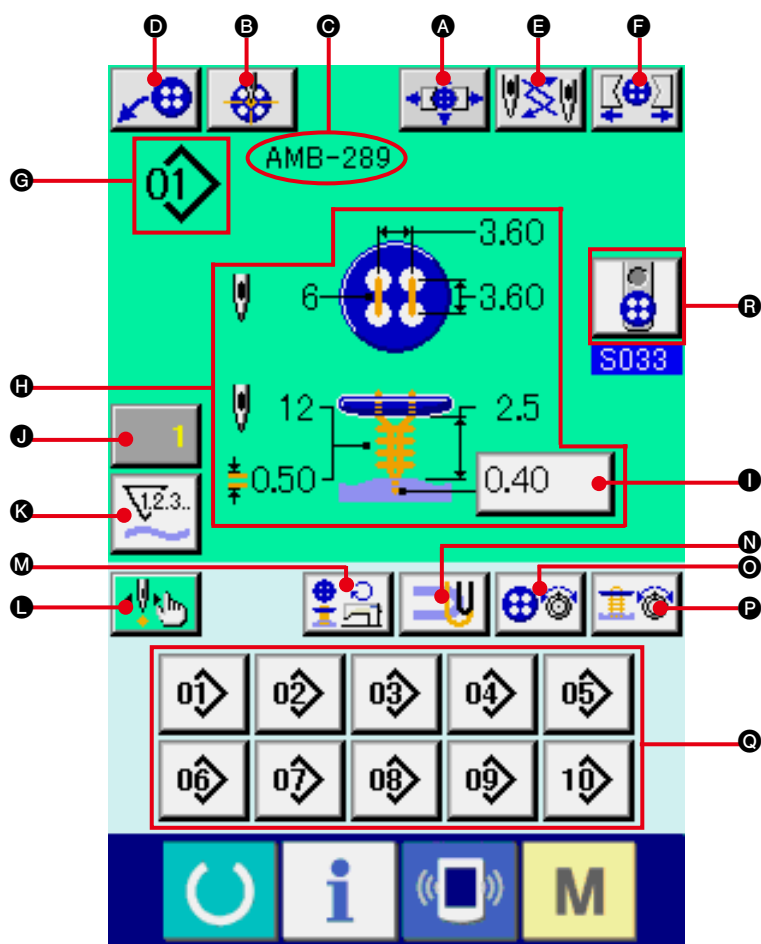 D B C A E F
AMB-289
G 01
3.60
6 3.60
R
S033
H
12 2.5
J 1
0.50 0.40 I
K 1.2.3..
M N O
L P
01 02 03 04 05
Q
06 07 08 09 10
i M